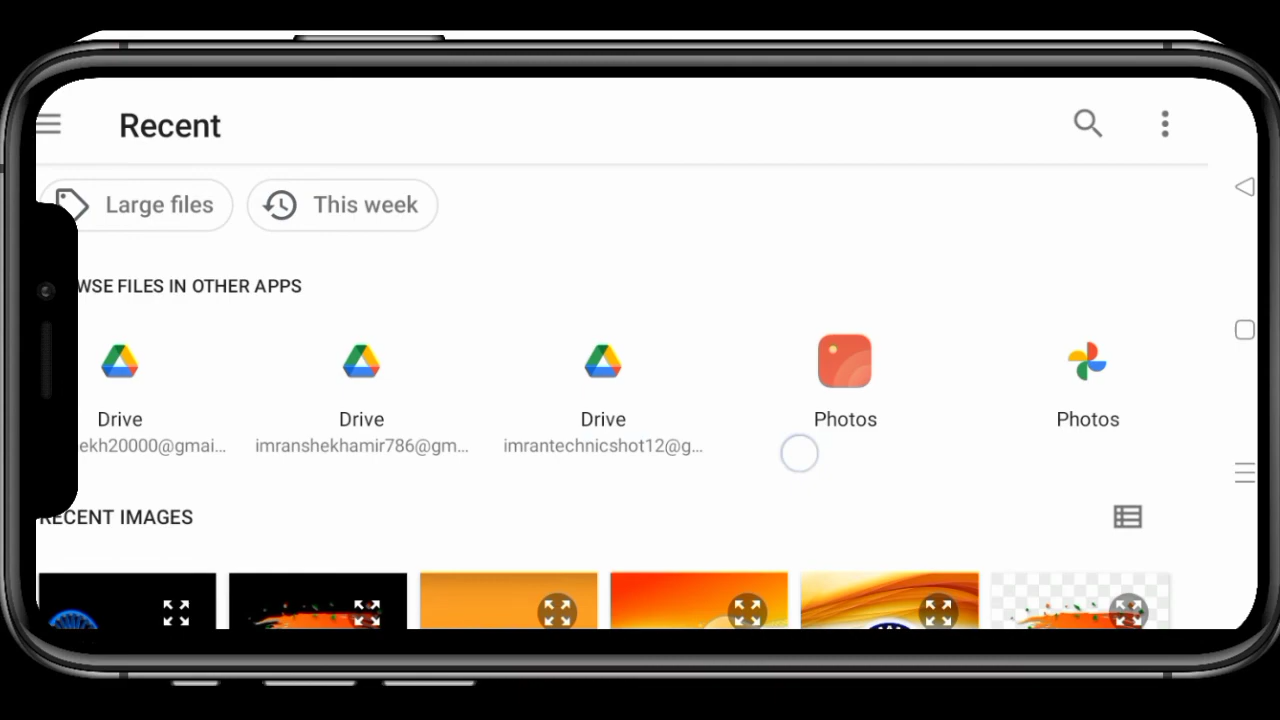 Recent
Large files
This week
WSE FILES IN OTHER APPS
Drive
Drive
Drive
Photos
Photos
ekh20000@gmai...
imranshekhamir786@gm...
imrantechnicshot12@g...
RECENT IMAGES